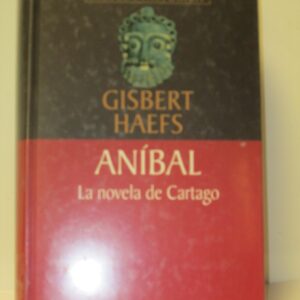 GISBERT
HAEFS
ANÍBAL
La novela de Cartago